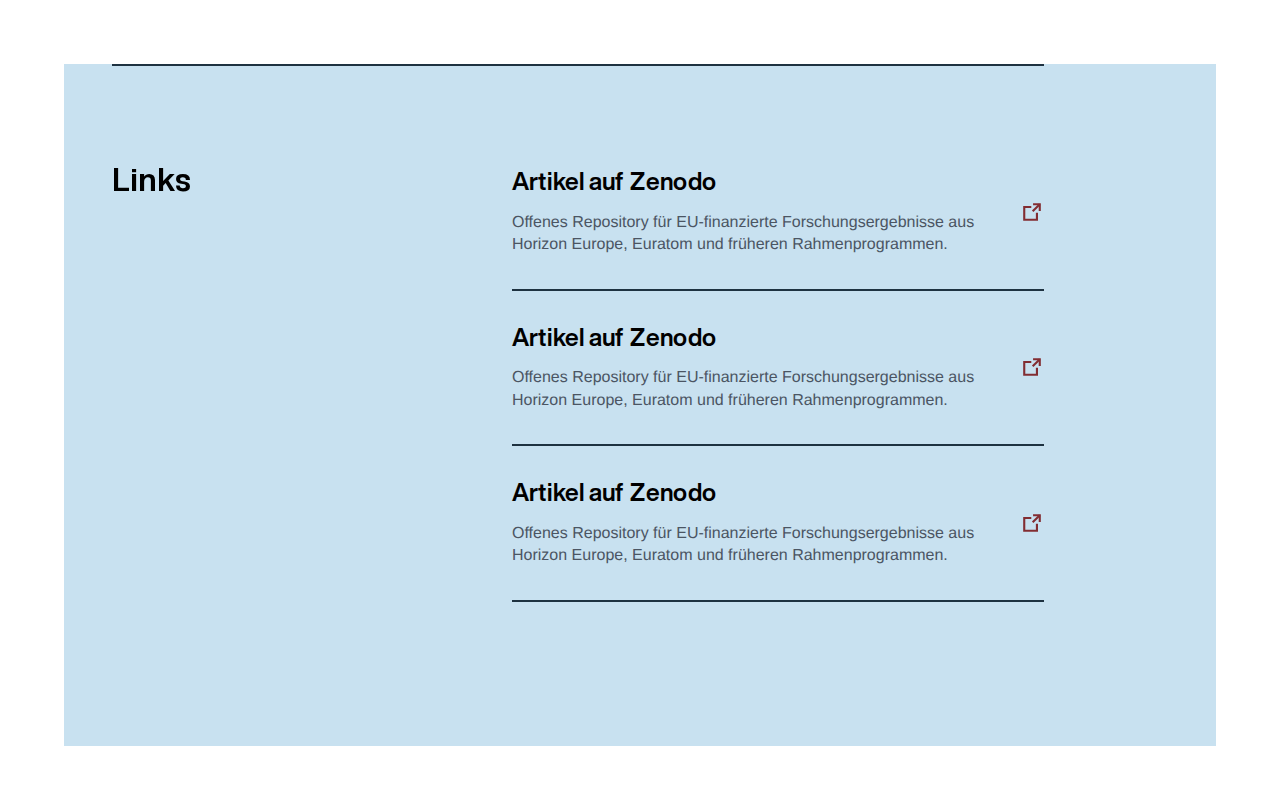 Links
Artikel auf Zenodo
Offenes Repository für EU-finanzierte Forschungsergebnisse aus
Horizon Europe, Euratom und früheren Rahmenprogrammen.
Artikel auf Zenodo
Offenes Repository für EU-finanzierte Forschungsergebnisse aus
Horizon Europe, Euratom und früheren Rahmenprogrammen.
Artikel auf Zenodo
Offenes Repository für EU-finanzierte Forschungsergebnisse aus
Horizon Europe, Euratom und früheren Rahmenprogrammen.